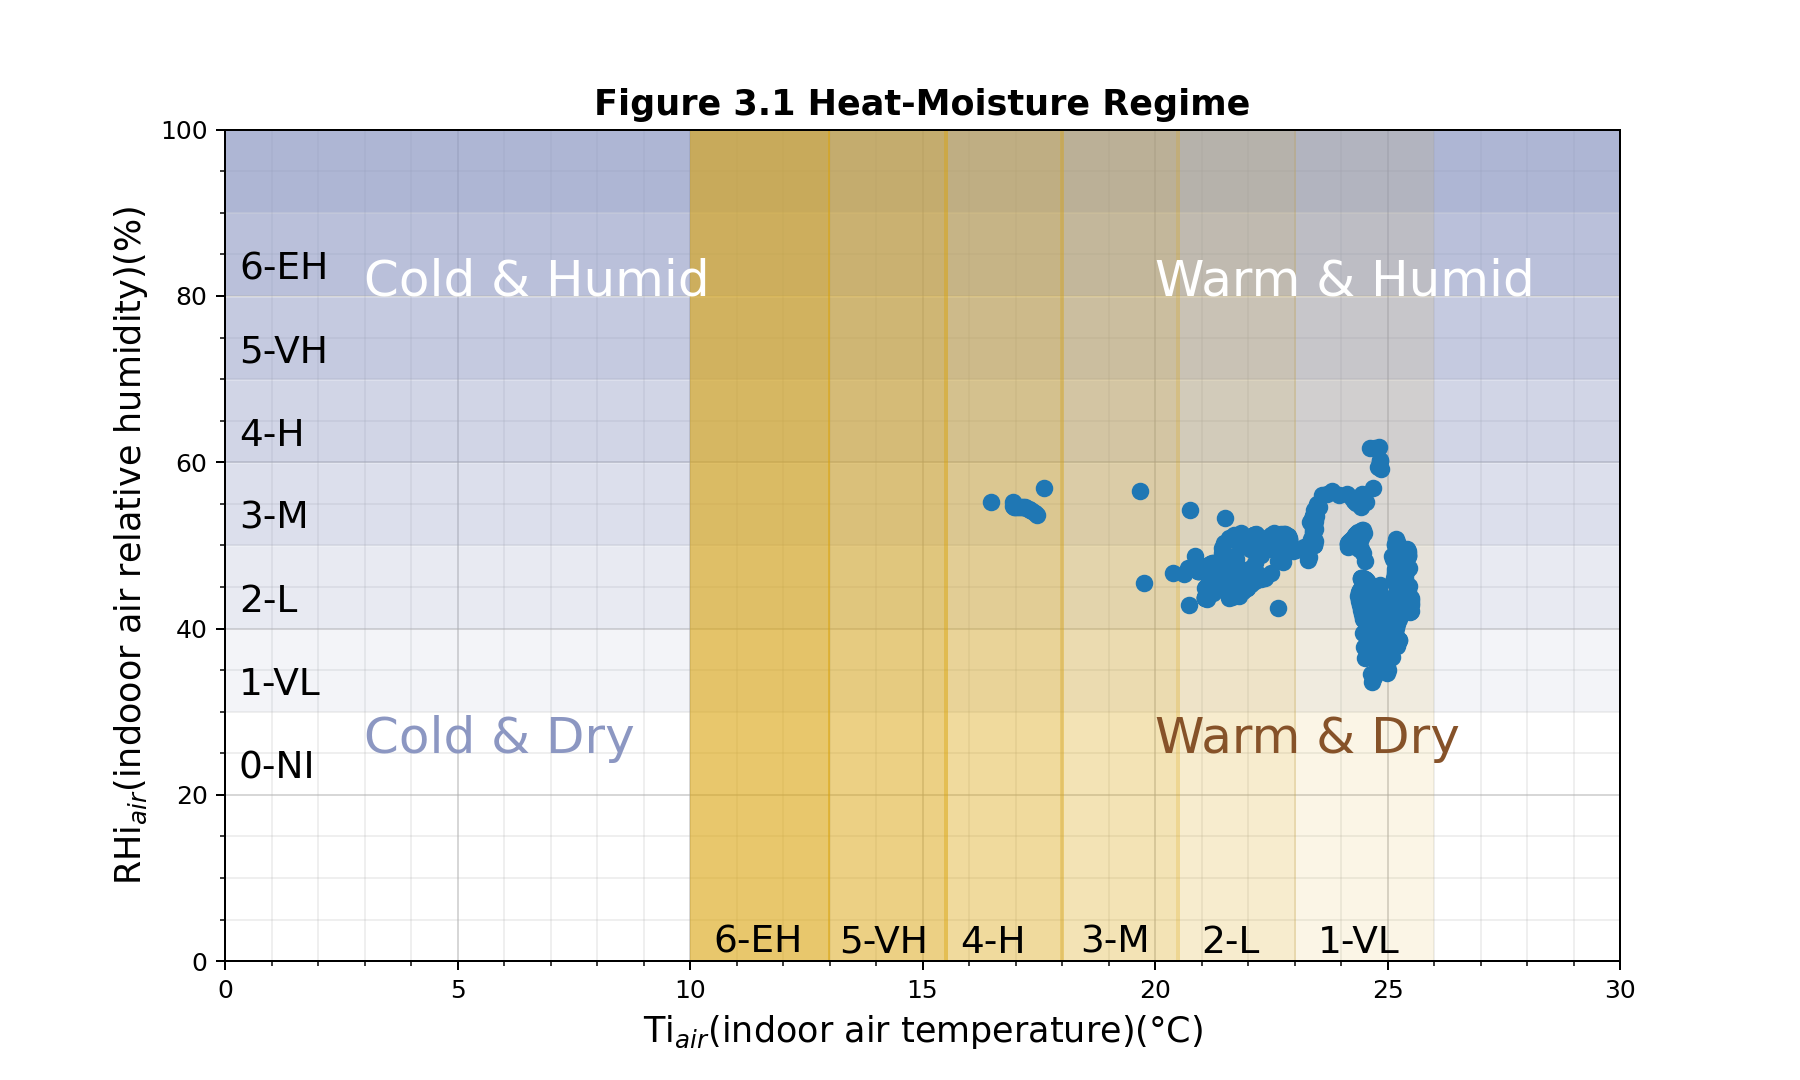 Figure 3.1 Heat-Moisture Regime
100
80
60
40
20
0
RHi air(indooor air relative humidity)(%)
6-EH
5-VH
4-H
3-M
2-L
1-VL
0-NI
Cold & Humid
Warm & Humid
Cold & Dry
Warm & Dry
6-EH 5-VH 4-H 3-M 2-L 1-VL
0 5 10 15 20 25 30
Ti air(indoor air temperature)(°C)